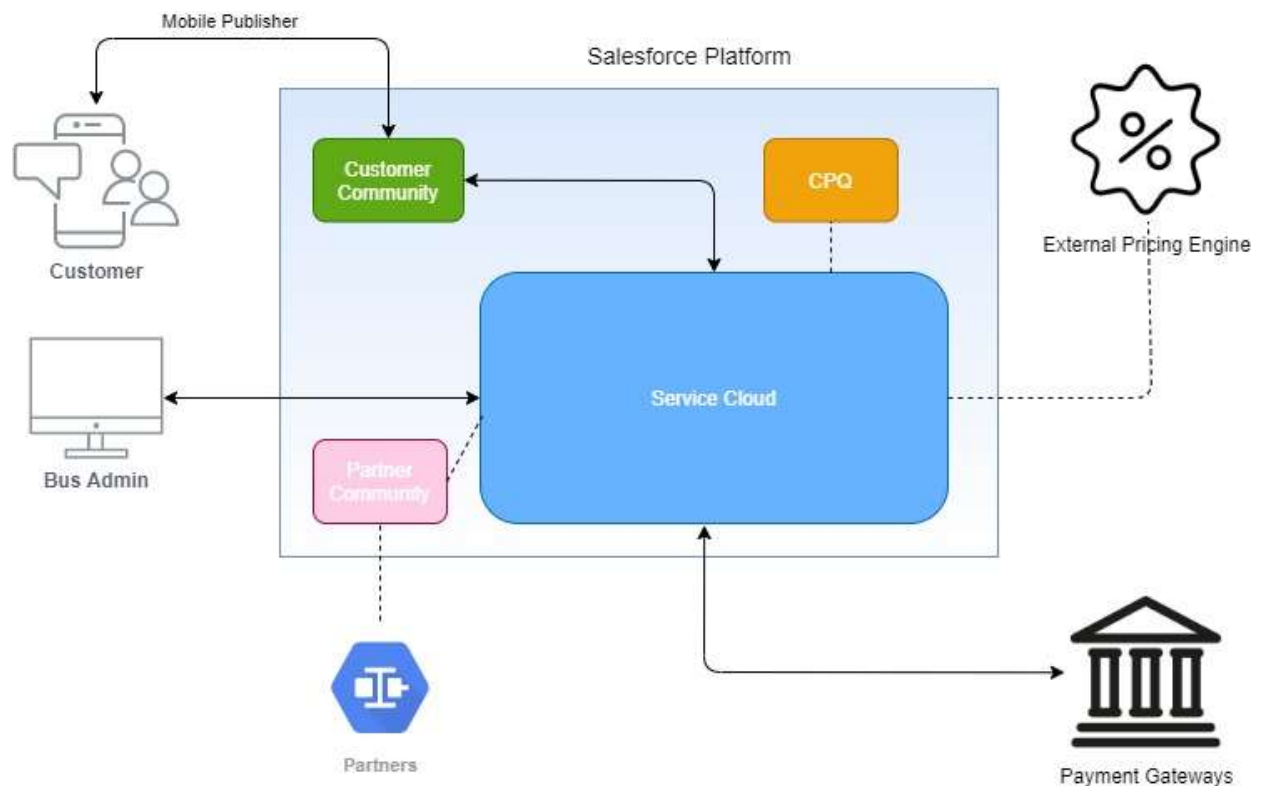 Mobile Publisher
Salesforce Platform
Customer
Community
CPQ
External Pricing Engine
Customer
Service Cloud
Bus Admin
Partner
Community
Partners
Payment Gateways